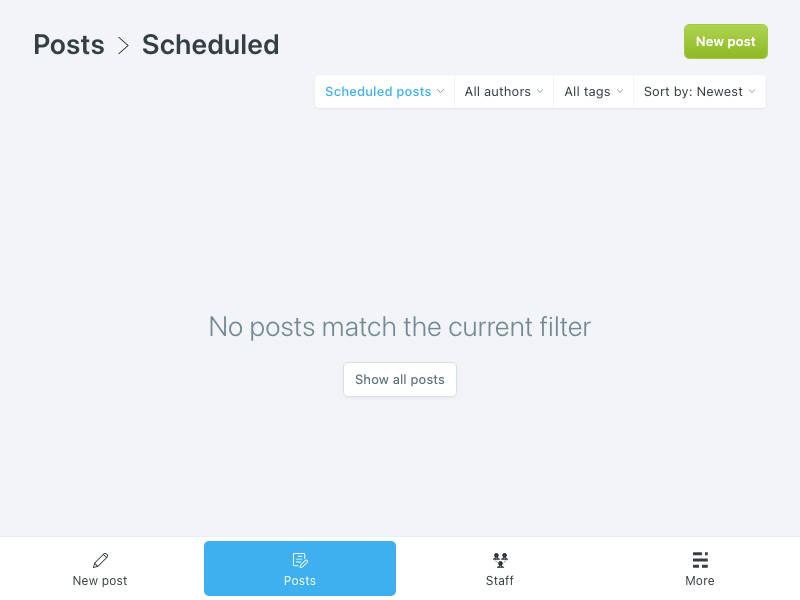 Posts > Scheduled
New post
Scheduled posts
All authors
All tags
Sort by: Newest
No posts match the current filter
Show all posts
New post
Posts
Staff
More